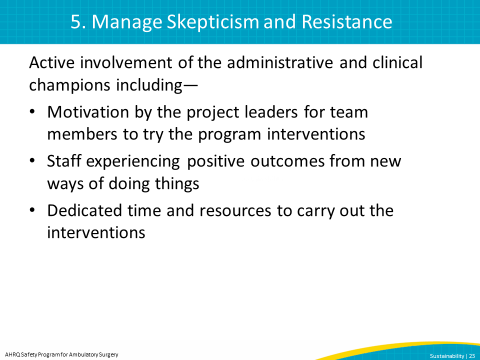 5. Manage Skepticism and Resistance
Active involvement of the administrative and clinical
champions including—
• Motivation by the project leaders for team
members to try the program interventions
• Staff experiencing positive outcomes from new
ways of doing things
• Dedicated time and resources to carry out the
interventions
AHRQ Safety Program for Ambulatory Surgery
Sustainability | 23